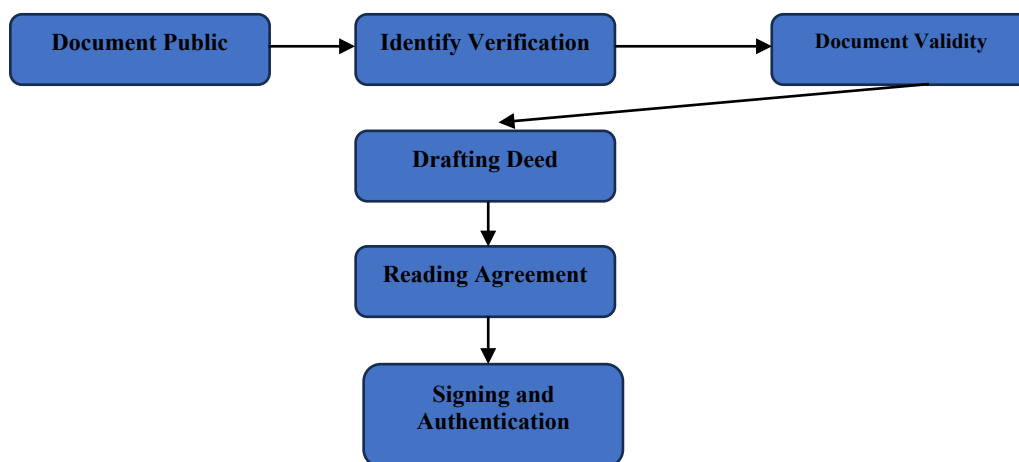 Document Public
Identify Verification
Document Validity
Drafting Deed
Reading Agreement
Signing and
Authentication